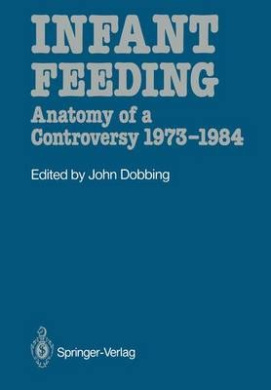 INFANT
FEEDING
Anatomy of a
Controversy 1973–1984
Edited by John Dobbing
Springer-Verlag